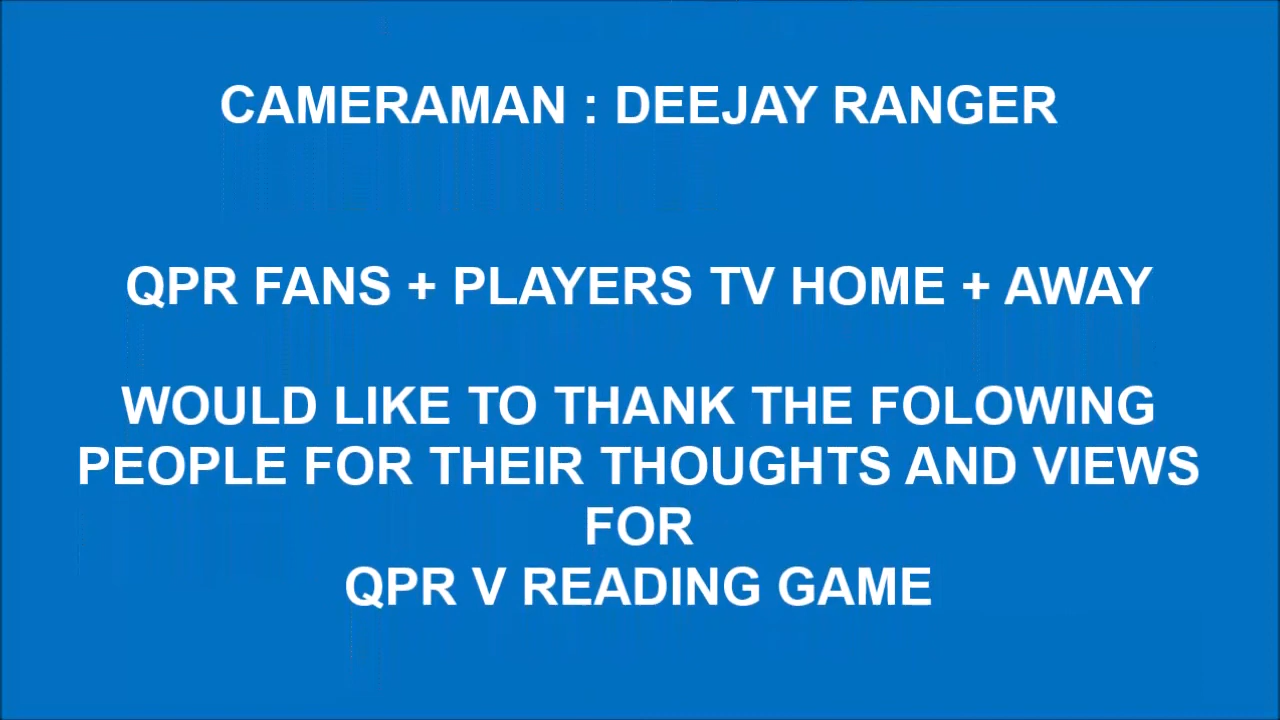 CAMERAMAN : DEEJAY RANGER
QPR FANS + PLAYERS TV HOME + AWAY
WOULD LIKE TO THANK THE FOLOWING
PEOPLE FOR THEIR THOUGHTS AND VIEWS
FOR
QPR V READING GAME